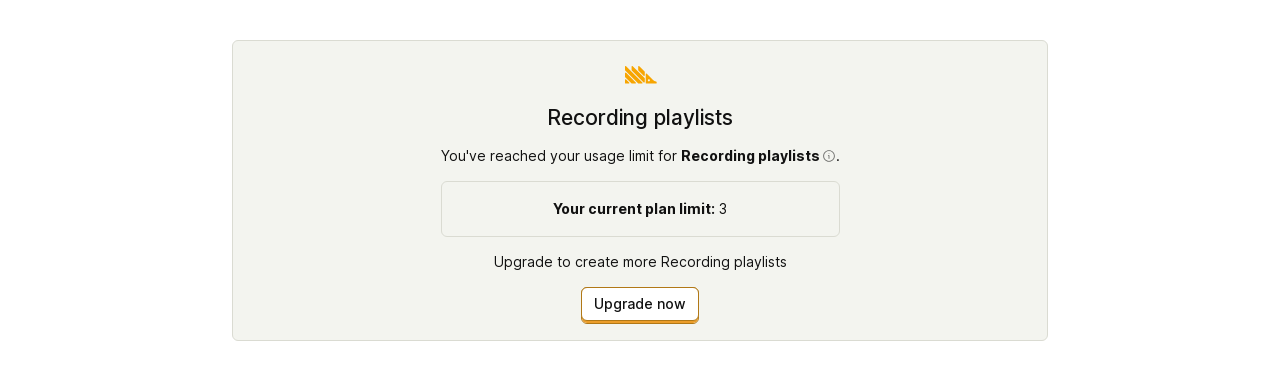 Recording playlists
You've reached your usage limit for Recording playlists.
Your current plan limit: 3
Upgrade to create more Recording playlists
Upgrade now